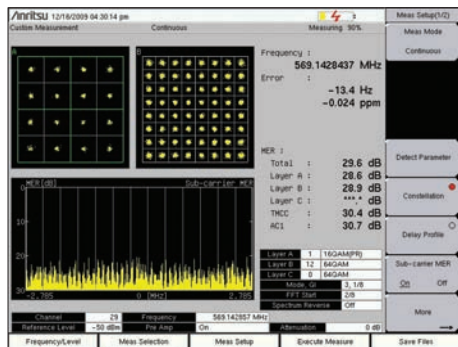 Anritsu 12/16/2009 04:30:14 pm
Custom Measurement Continuous Measuring 90%
A
B
Frequency :
569.1428437 MHz
Error :
-13.4 Hz
-0.024 ppm
MER :
Total : 29.6 dB
Layer A : 28.6 dB
Layer B : 28.9 dB
Layer C : ***.* dB
TMCC : 30.4 dB
AC1 : 30.7 dB
MER[dB] Sub-carrier MER
0
10
20
30
-2.785 0 [MHz] 2.785
Layer A 1 16QAM(PR)
Layer B 12 64QAM
Layer C 0 64QAM
Mode, GI 3, 1/8
FFT Start 2/8
Spectrum Reverse Off
Channel 29 Frequency 569.142857 MHz
Reference Level -50 dBm Pre Amp On Attenuation 0 dB
Frequency/Level Meas Selection Meas Setup Execute Measure Save Files
Meas Setup(1/2)
Meas Mode
Continuous
Detect Parameter
Constellation
Delay Profile
Sub-carrier MER
On Off
More